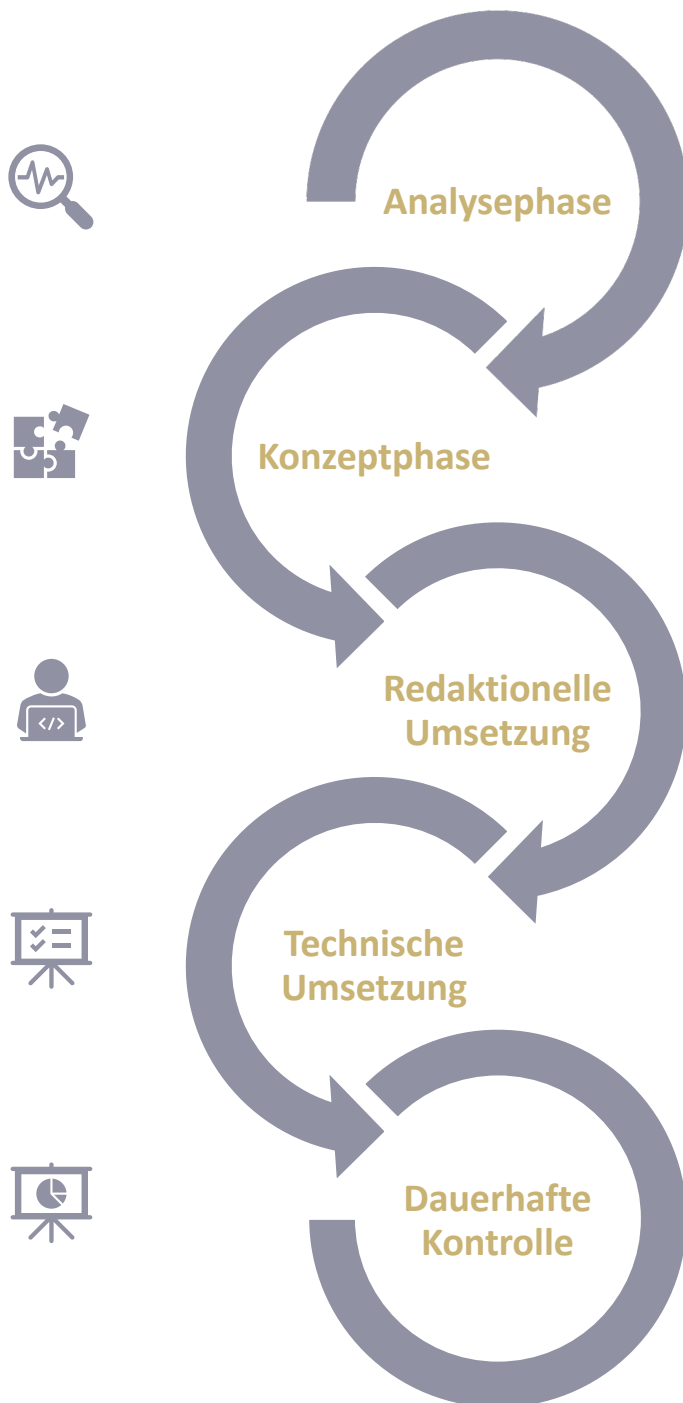 Analysephase
Konzeptphase
Redaktionelle
Umsetzung
</>
Technische
Umsetzung
Dauerhafte
Kontrolle